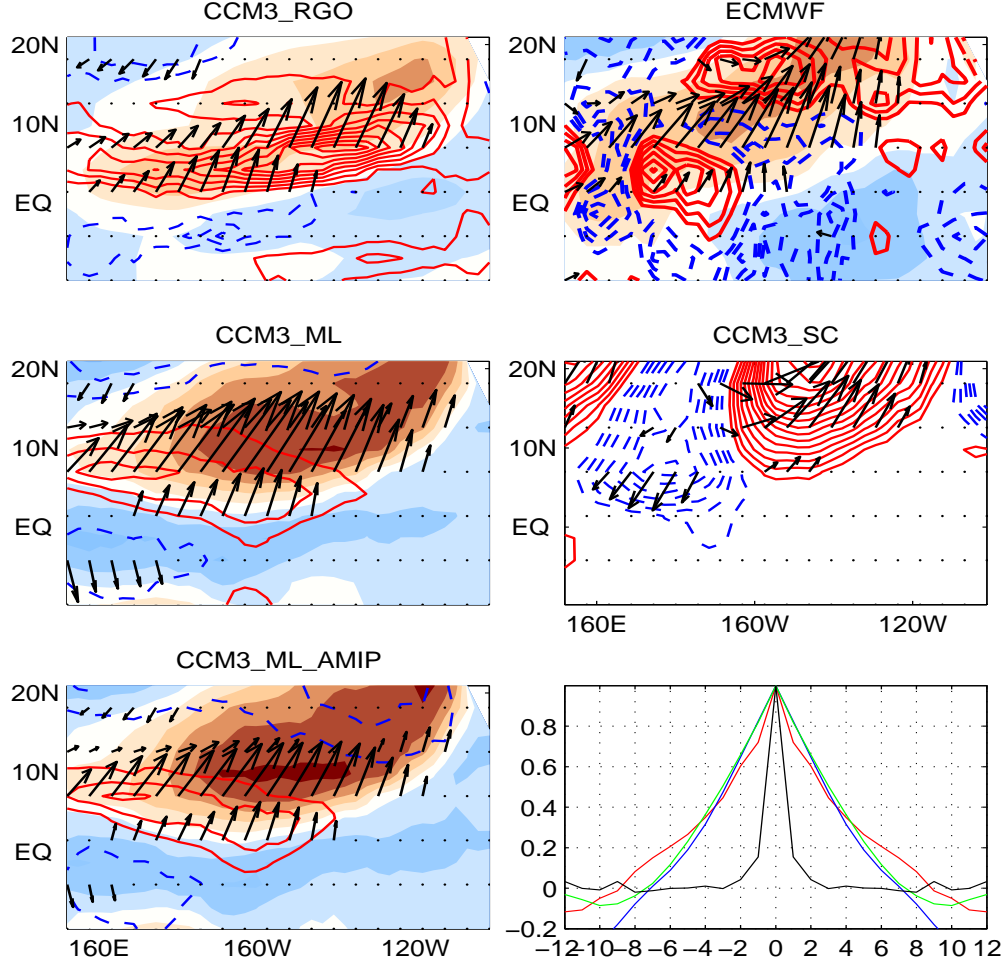 CCM3_RGO
20N
10N
EQ
ECMWF
20N
10N
EQ
CCM3_ML
20N
10N
EQ
CCM3_SC
20N
10N
EQ
160E 160W 120W
CCM3_ML_AMIP
20N
10N
EQ
160E 160W 120W
0.8
0.6
0.4
0.2
0
−0.2
−12 −10 −8 −6 −4 −2 0 2 4 6 8 10 12